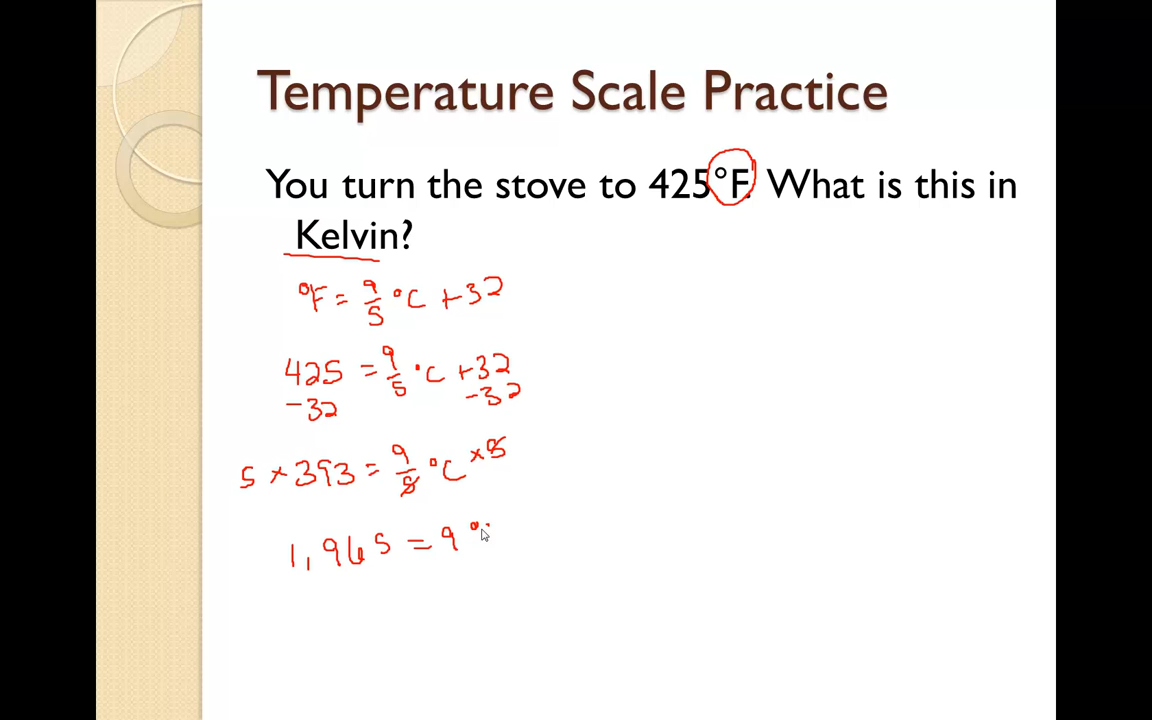 Temperature Scale Practice
You turn the stove to 425°F. What is this in
Kelvin?
°F = 9/5 °C + 32
425 = 9/5 °C + 32
-32 -32
5 × 393 = 9/5 °C × 5
1,965 = 9 °